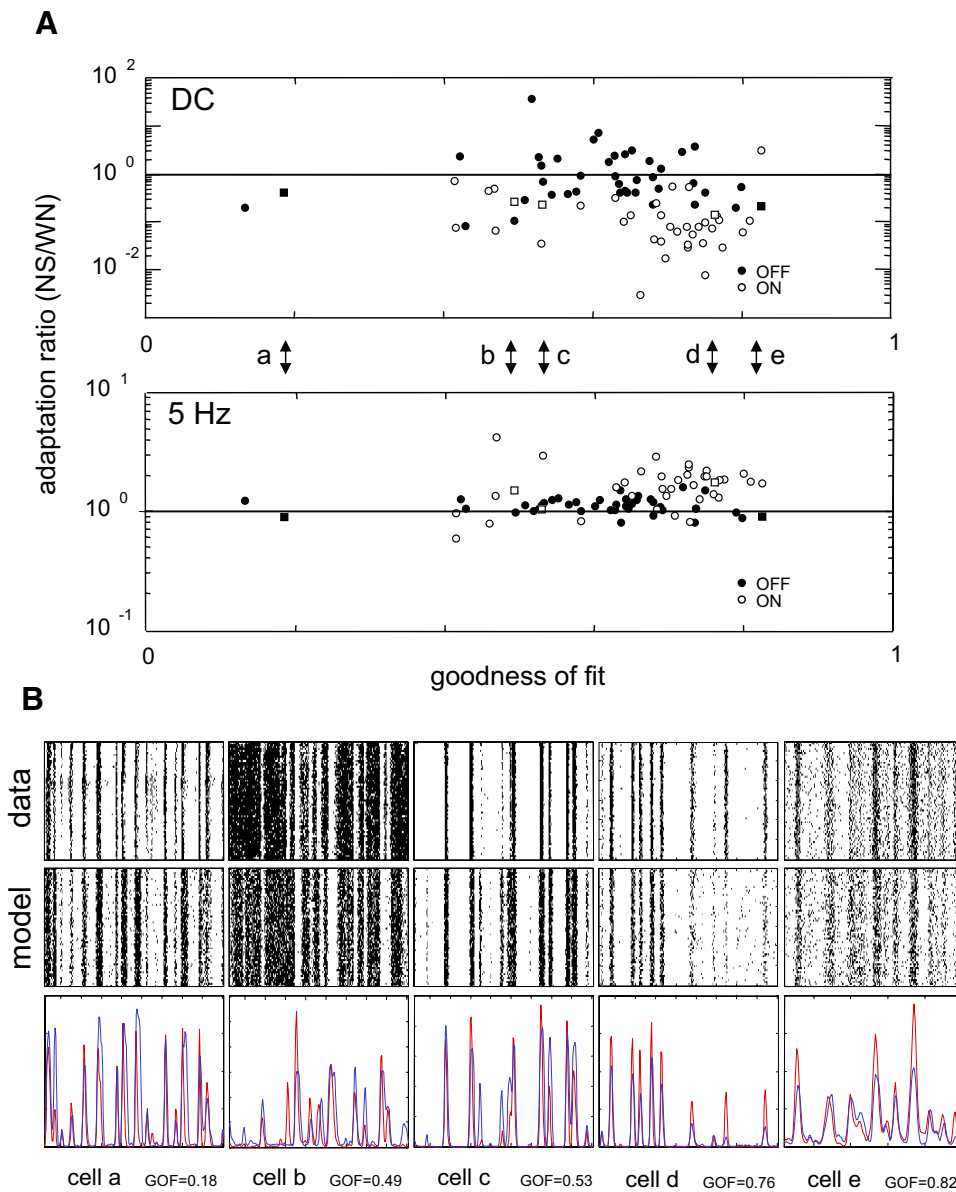 A
adaptation ratio (NS/WN)
DC
10 2
10 0
10 -2
OFF
ON
0
1
a
b
c
d
e
5 Hz
10 1
10 0
10 -1
OFF
ON
0
1
goodness of fit
B
data
model
cell a GOF=0.18
cell b GOF=0.49
cell c GOF=0.53
cell d GOF=0.76
cell e GOF=0.82